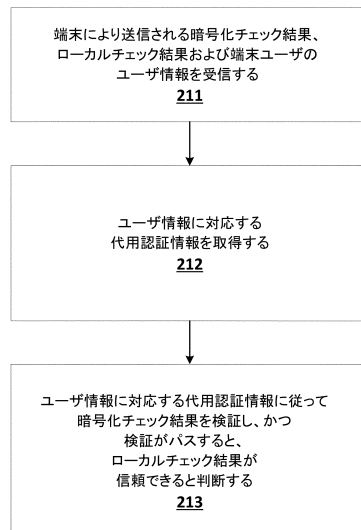 端末により送信される暗号化チェック結果、
ローカルチェック結果および端末ユーザの
ユーザ情報を受信する
211
ユーザ情報に対応する
代用認証情報を取得する
212
ユーザ情報に対応する代用認証情報に従って
暗号化チェック結果を検証し、かつ
検証がパスすると、
ローカルチェック結果が
信頼できると判断する
213